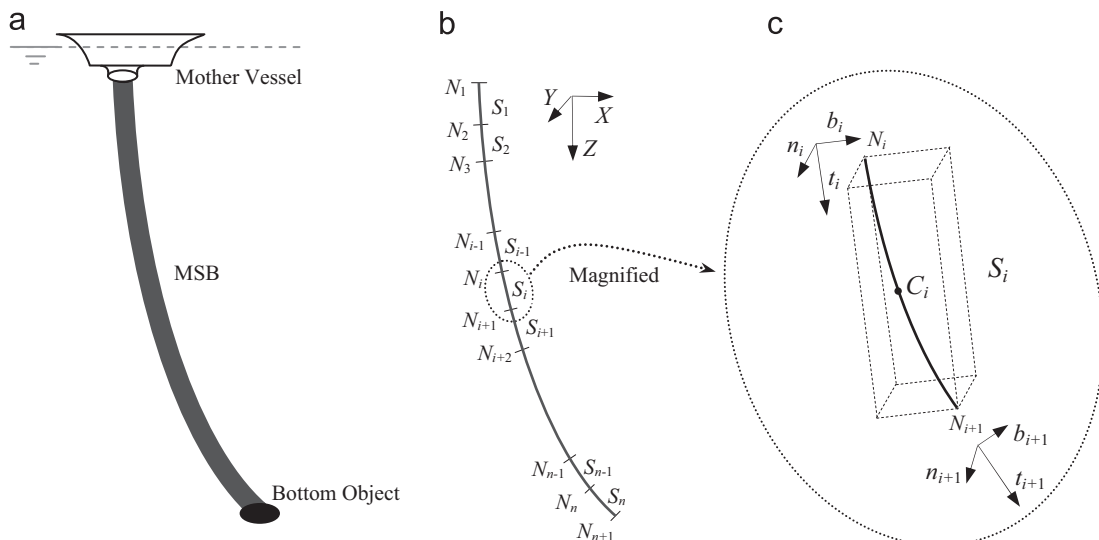 a
Mother Vessel
MSB
Bottom Object
b
N1
S1
N2
S2
N3
Y
X
Z
Ni-1
Si-1
Ni
Si
Ni+1
Si+1
Ni+2
Magnified
Nn-1
Sn-1
Nn
Sn
Nn+1
c
bi
Ni
ni
ti
Si
Ci
Ni+1
bi+1
ni+1
ti+1